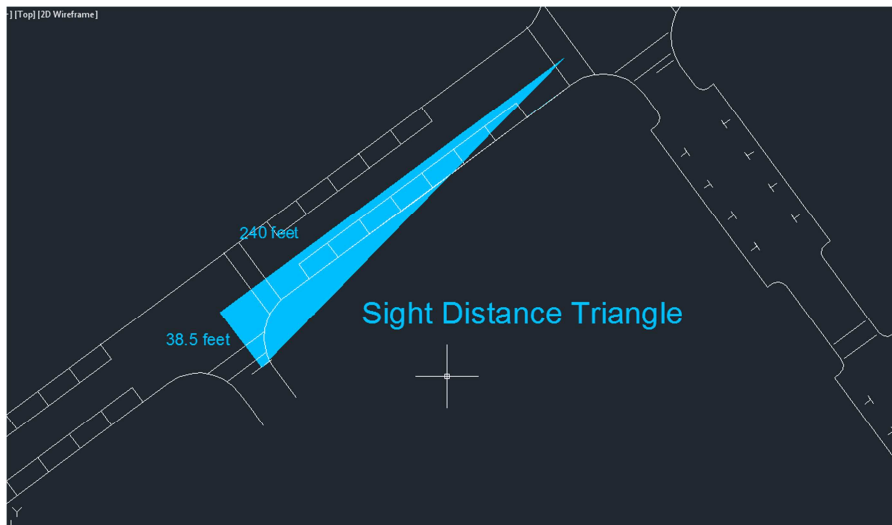 -] [Top] [2D Wireframe]
240 feet
Sight Distance Triangle
38.5 feet
Y